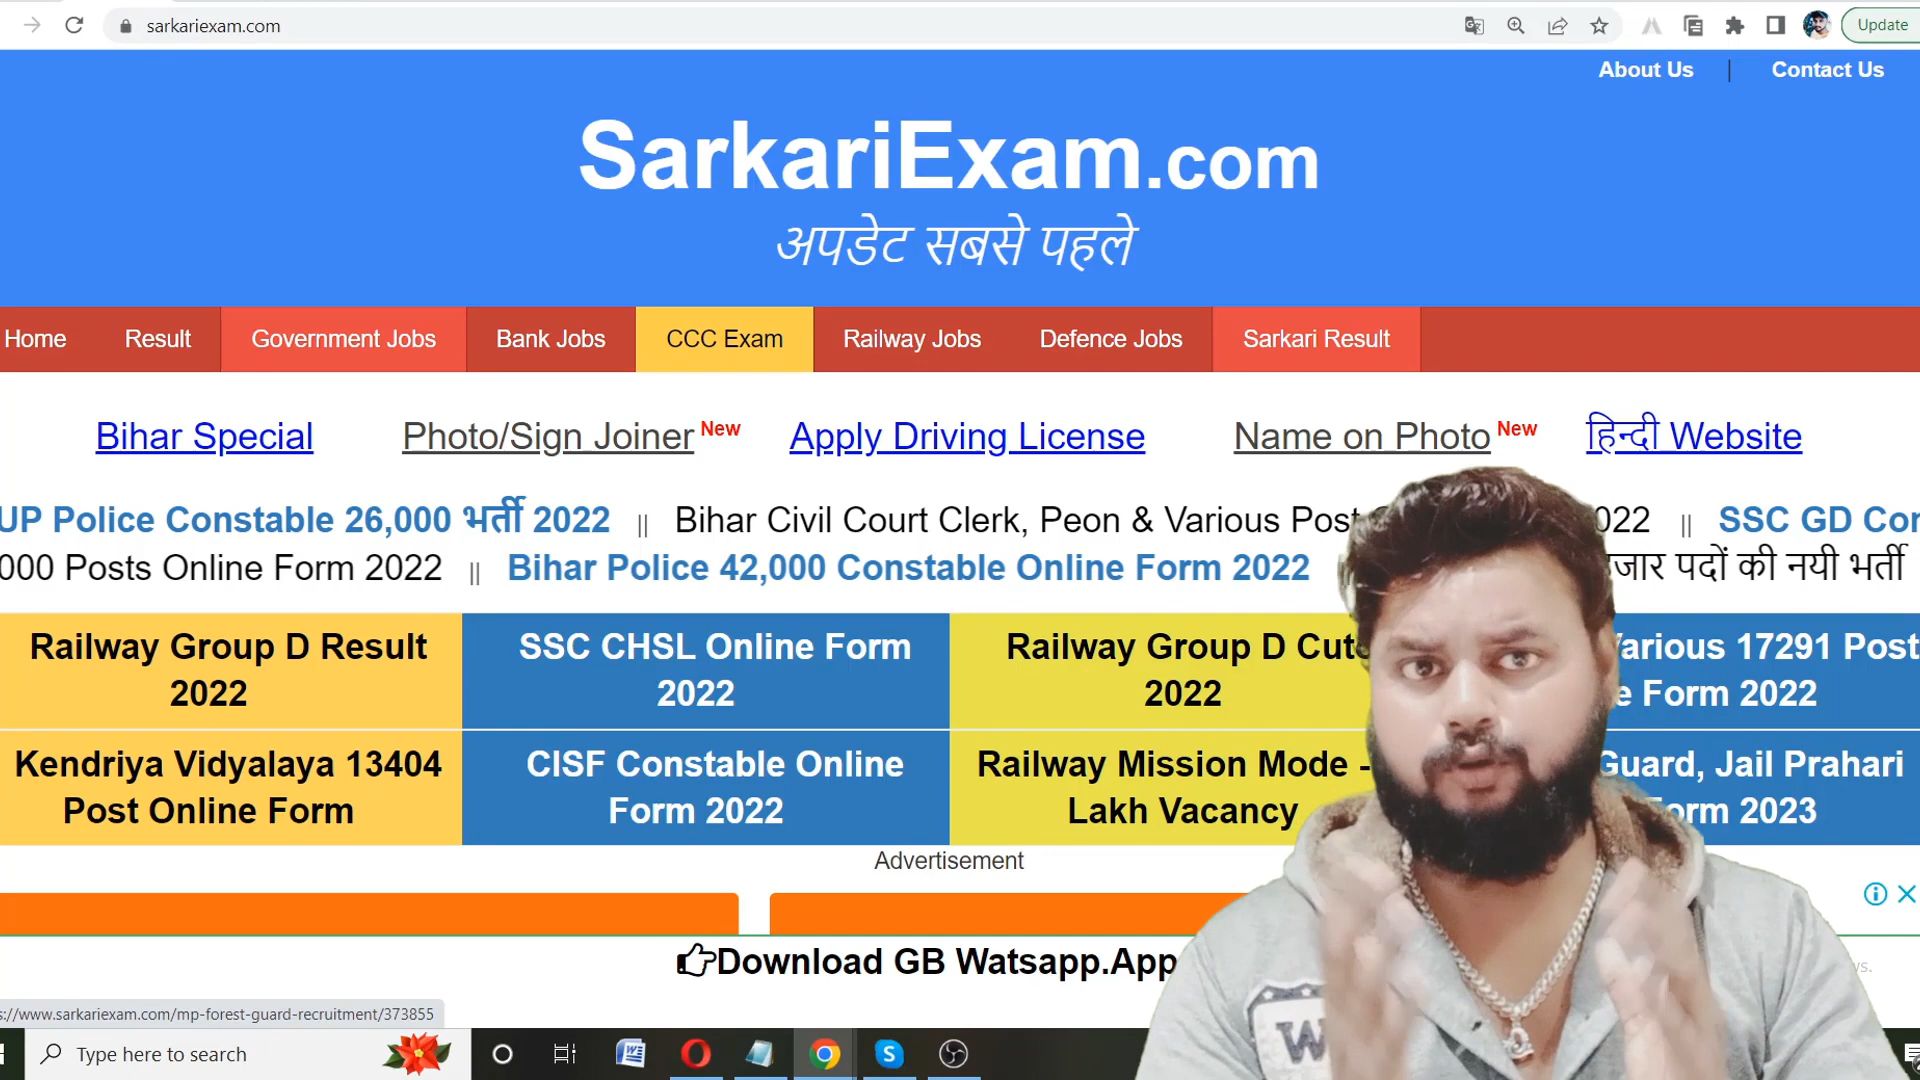 sarkariexam.com
Update
About Us | Contact Us
SarkariExam.com
अपडेट सबसे पहले
Home Result Government Jobs Bank Jobs CCC Exam Railway Jobs Defence Jobs Sarkari Result
Bihar Special Photo/Sign Joiner New Apply Driving License Name on Photo New हिन्दी Website
UP Police Constable 26,000 भर्ती 2022 || Bihar Civil Court Clerk, Peon & Various Post 022 || SSC GD Con
000 Posts Online Form 2022 || Bihar Police 42,000 Constable Online Form 2022 हजार पदों की नयी भर्ती
Railway Group D Result
2022
SSC CHSL Online Form
2022
Railway Group D Cuto
2022
Various 17291 Post
e Form 2022
Kendriya Vidyalaya 13404
Post Online Form
CISF Constable Online
Form 2022
Railway Mission Mode -
Lakh Vacancy
Guard, Jail Prahari
Form 2023
Advertisement
Download GB Watsapp.App
ws.
s://www.sarkariexam.com/mp-forest-guard-recruitment/373855
Type here to search
W